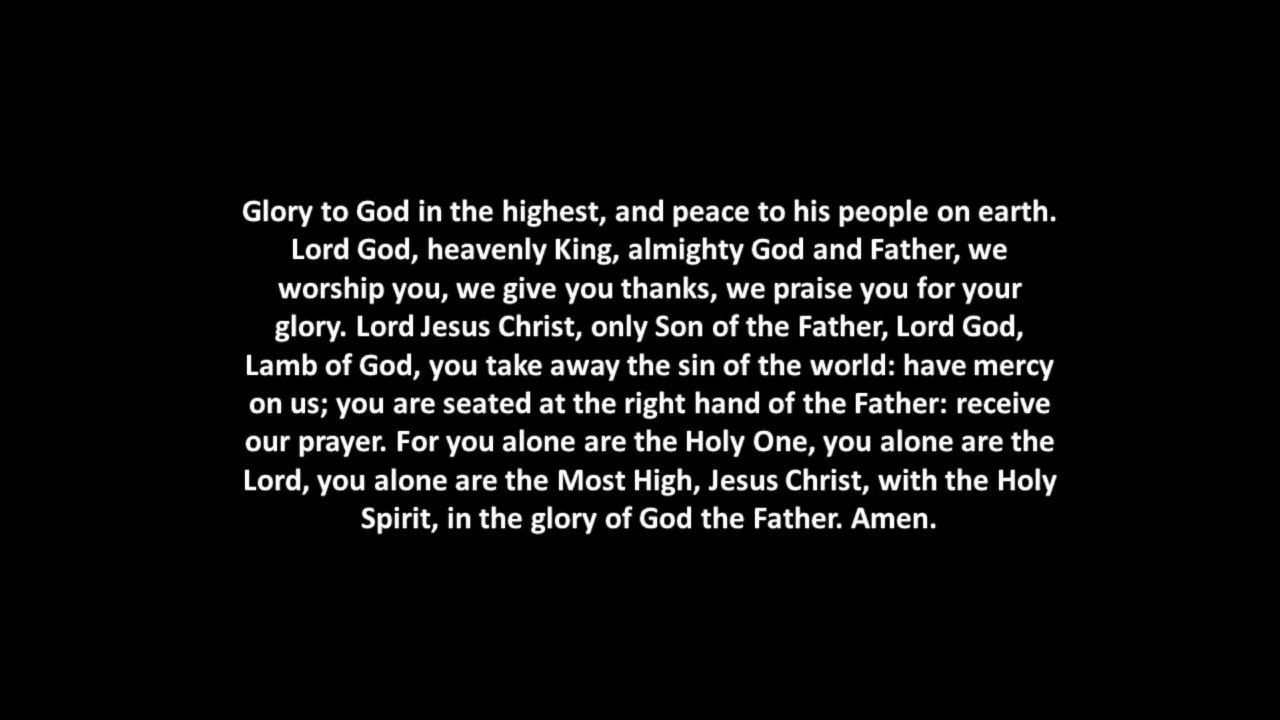 Glory to God in the highest, and peace to his people on earth.
Lord God, heavenly King, almighty God and Father, we
worship you, we give you thanks, we praise you for your
glory. Lord Jesus Christ, only Son of the Father, Lord God,
Lamb of God, you take away the sin of the world: have mercy
on us; you are seated at the right hand of the Father: receive
our prayer. For you alone are the Holy One, you alone are the
Lord, you alone are the Most High, Jesus Christ, with the Holy
Spirit, in the glory of God the Father. Amen.